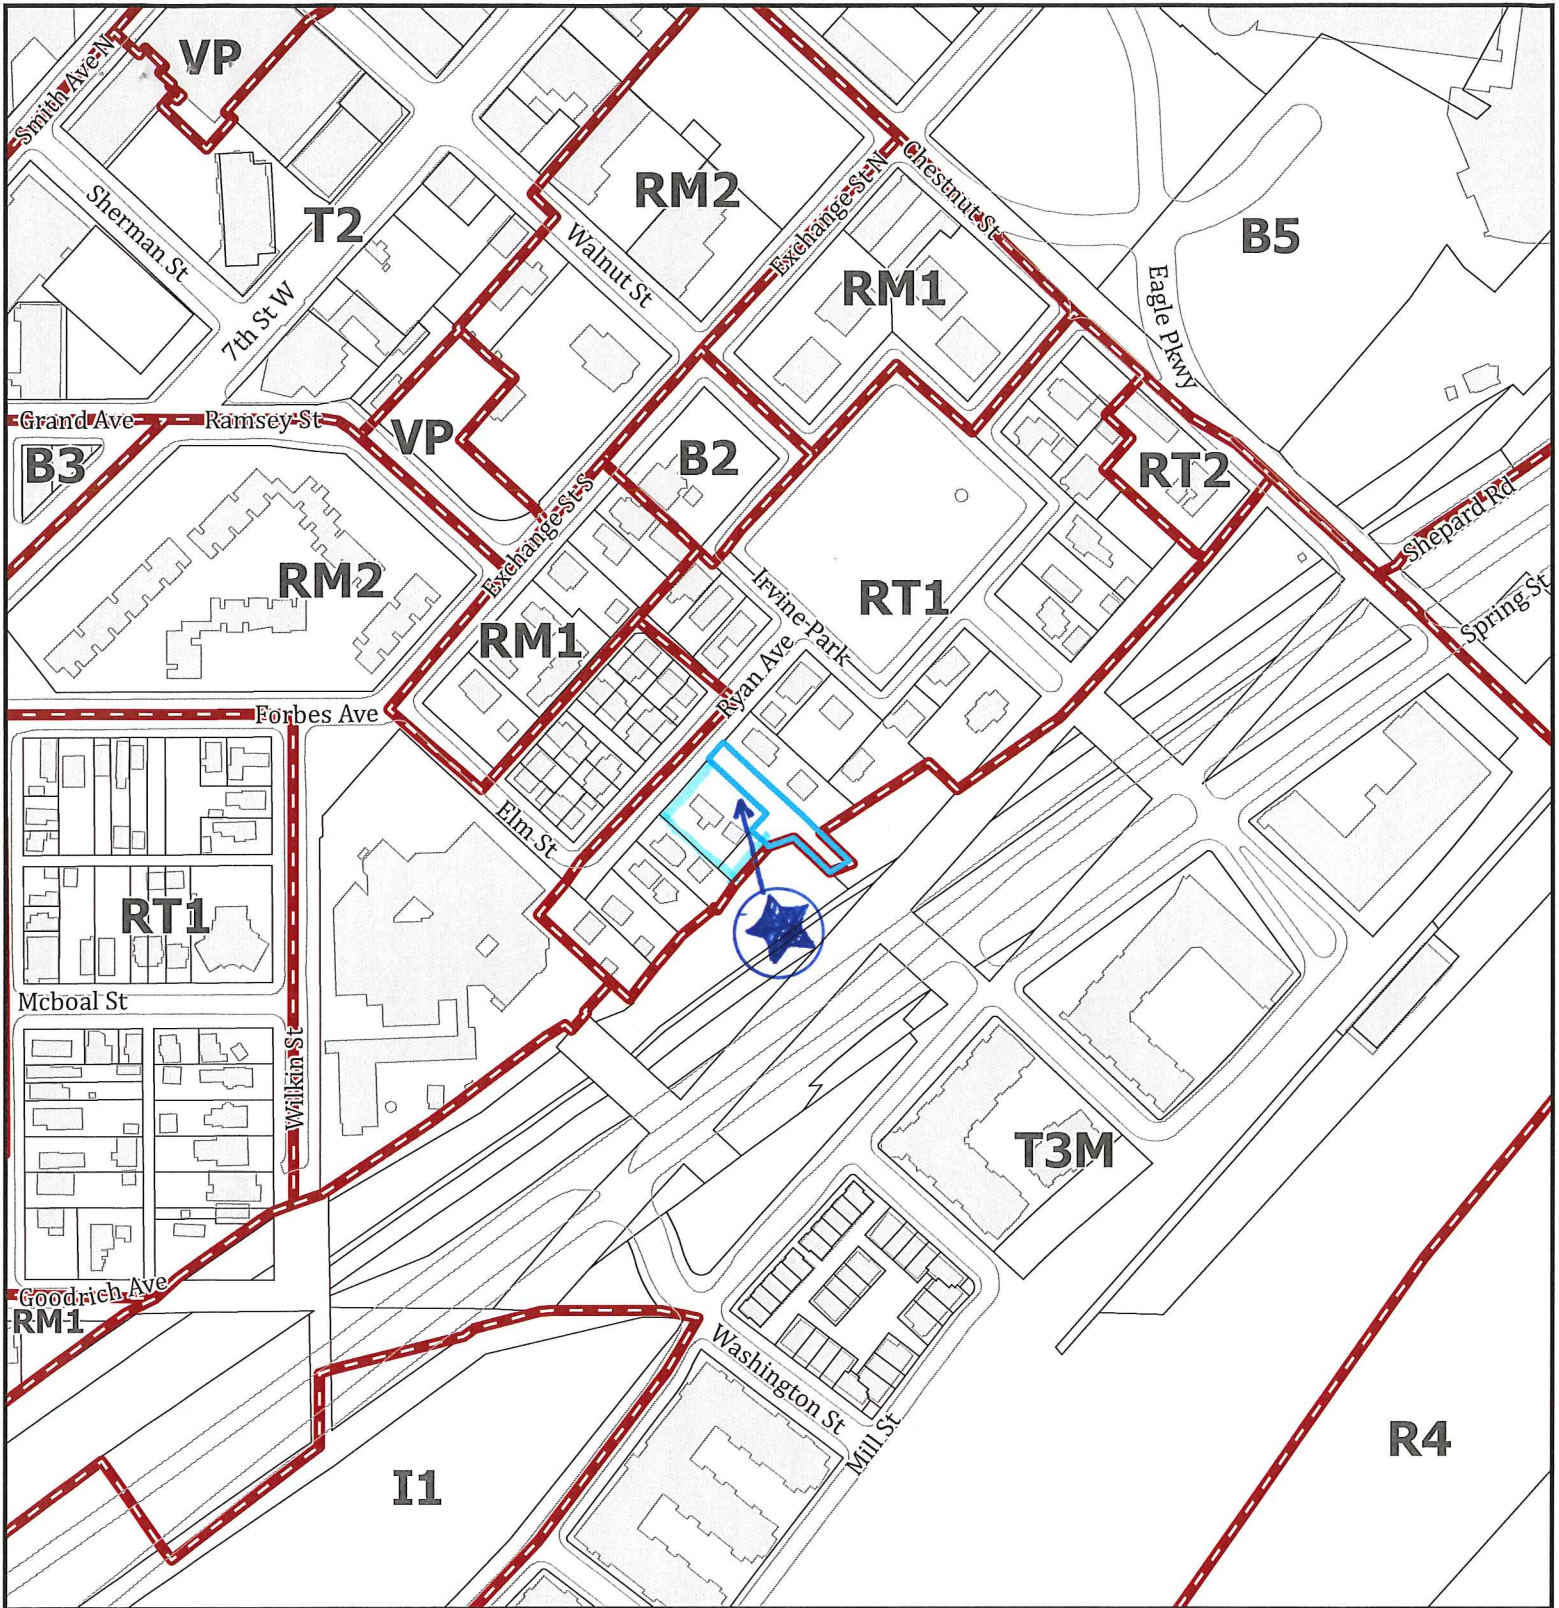 VP
Smith Ave N
T2
Sherman St
7th St W
RM2
Walnut St
Exchange St N
Chestnut St
RM1
B5
Eagle Pkwy
Grand Ave
Ramsey St
VP
B3
B2
RT2
Shepard Rd
RM2
Exchange St S
RM1
Irvine Park
RT1
Spring St
Ryan Ave
Forbes Ave
Elm St
RT1
Mcboal St
Wilkin St
T3M
Goodrich Ave
RM1
Washington St
Mill St
R4
I1